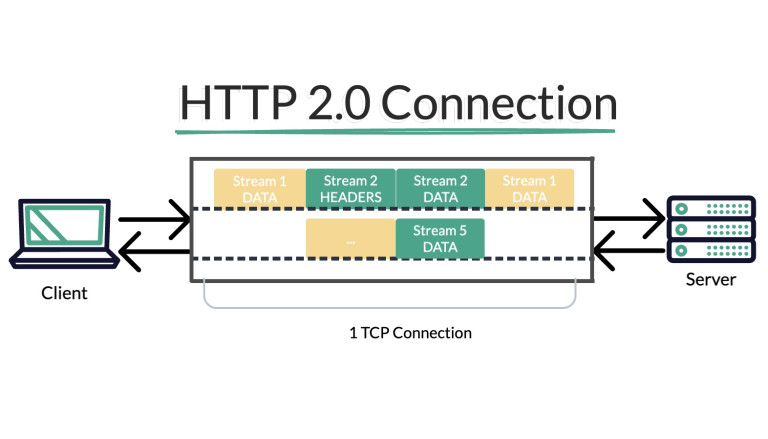 HTTP 2.0 Connection
Stream 1
DATA
Stream 2
HEADERS
Stream 2
DATA
Stream 1
DATA
...
Stream 5
DATA
Client
Server
1 TCP Connection